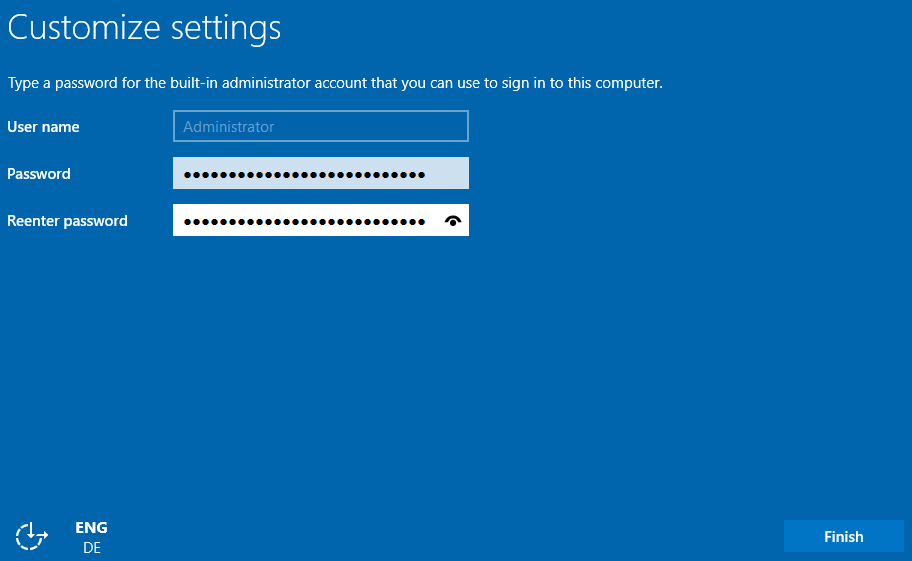 Customize settings
Type a password for the built-in administrator account that you can use to sign in to this computer.
User name
Administrator
Password
●●●●●●●●●●●●●●●●●●●●●●●●●●●
Reenter password
●●●●●●●●●●●●●●●●●●●●●●●●●●●
ENG
DE
Finish